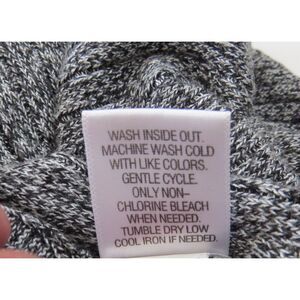 WASH INSIDE OUT.
MACHINE WASH COLD
WITH LIKE COLORS.
GENTLE CYCLE.
ONLY NON-
CHLORINE BLEACH
WHEN NEEDED.
TUMBLE DRY LOW
COOL IRON IF NEEDED.